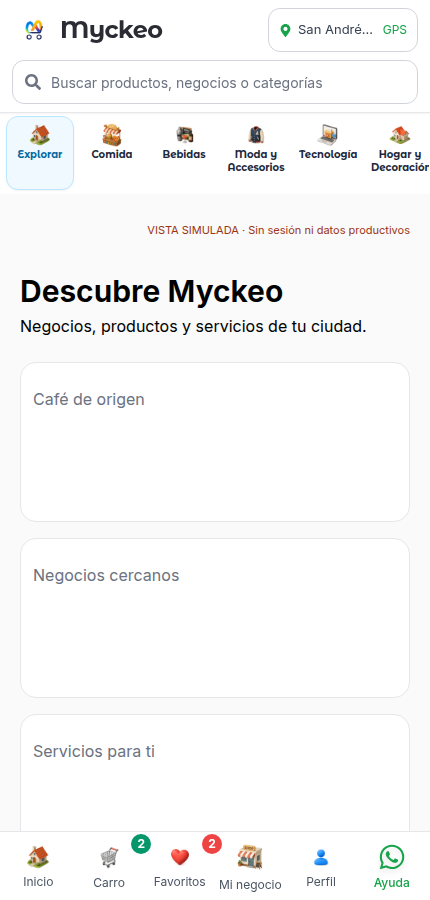 Myckeo
San André... GPS
Buscar productos, negocios o categorías
Explorar
Comida
Bebidas
Moda y
Accesorios
Tecnología
Hogar y
Decoración
VISTA SIMULADA · Sin sesión ni datos productivos
Descubre Myckeo
Negocios, productos y servicios de tu ciudad.
Café de origen
Negocios cercanos
Servicios para ti
2
2
Inicio
Carro
Favoritos
Mi negocio
Perfil
Ayuda